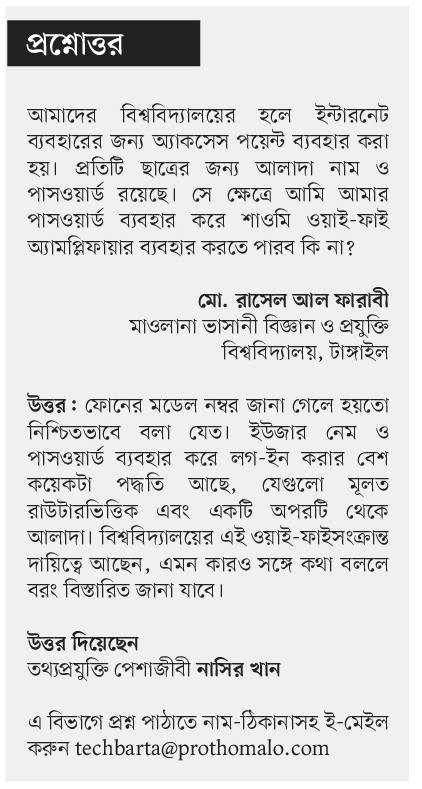 প্রশ্নোত্তর
আমাদের বিশ্ববিদ্যালয়ের হলে ইন্টারনেট
ব্যবহারের জন্য অ্যাকসেস পয়েন্ট ব্যবহার করা
হয়। প্রতিটি ছাত্রের জন্য আলাদা নাম ও
পাসওয়ার্ড রয়েছে। সে ক্ষেত্রে আমি আমার
পাসওয়ার্ড ব্যবহার করে শাওমি ওয়াই-ফাই
অ্যামপ্লিফায়ার ব্যবহার করতে পারব কি না?
মো. রাসেল আল ফারাবী
মাওলানা ভাসানী বিজ্ঞান ও প্রযুক্তি
বিশ্ববিদ্যালয়, টাঙ্গাইল
উত্তর : ফোনের মডেল নম্বর জানা গেলে হয়তো
নিশ্চিতভাবে বলা যেত। ইউজার নেম ও
পাসওয়ার্ড ব্যবহার করে লগ-ইন করার বেশ
কয়েকটা পদ্ধতি আছে, যেগুলো মূলত
রাউটারভিত্তিক এবং একটি অপরটি থেকে
আলাদা। বিশ্ববিদ্যালয়ের এই ওয়াই-ফাইসংক্রান্ত
দায়িত্বে আছেন, এমন কারও সঙ্গে কথা বললে
বরং বিস্তারিত জানা যাবে।
উত্তর দিয়েছেন
তথ্যপ্রযুক্তি পেশাজীবী নাসির খান
এ বিভাগে প্রশ্ন পাঠাতে নাম-ঠিকানাসহ ই-মেইল
করুন techbarta@prothomalo.com